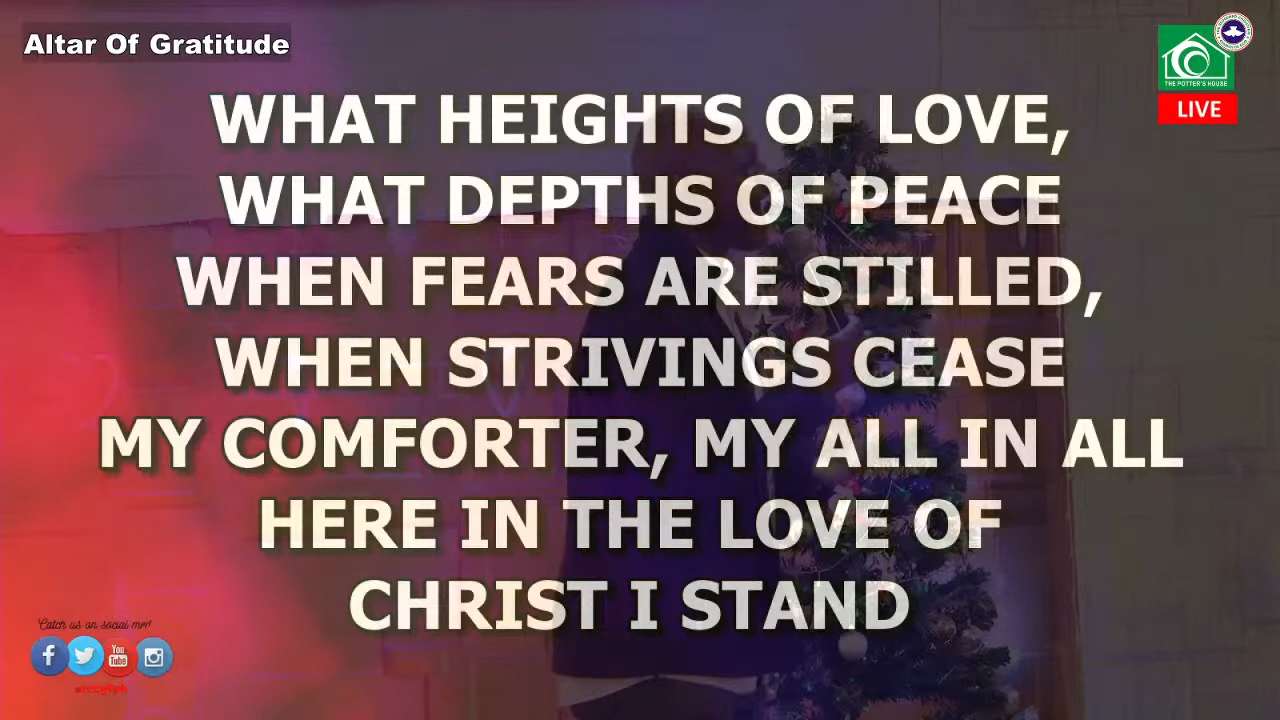 Altar Of Gratitude
THE POTTER'S HOUSE
LIVE
WHAT HEIGHTS OF LOVE,
WHAT DEPTHS OF PEACE
WHEN FEARS ARE STILLED,
WHEN STRIVINGS CEASE
MY COMFORTER, MY ALL IN ALL
HERE IN THE LOVE OF
CHRIST I STAND
Catch us on social
You
Tube